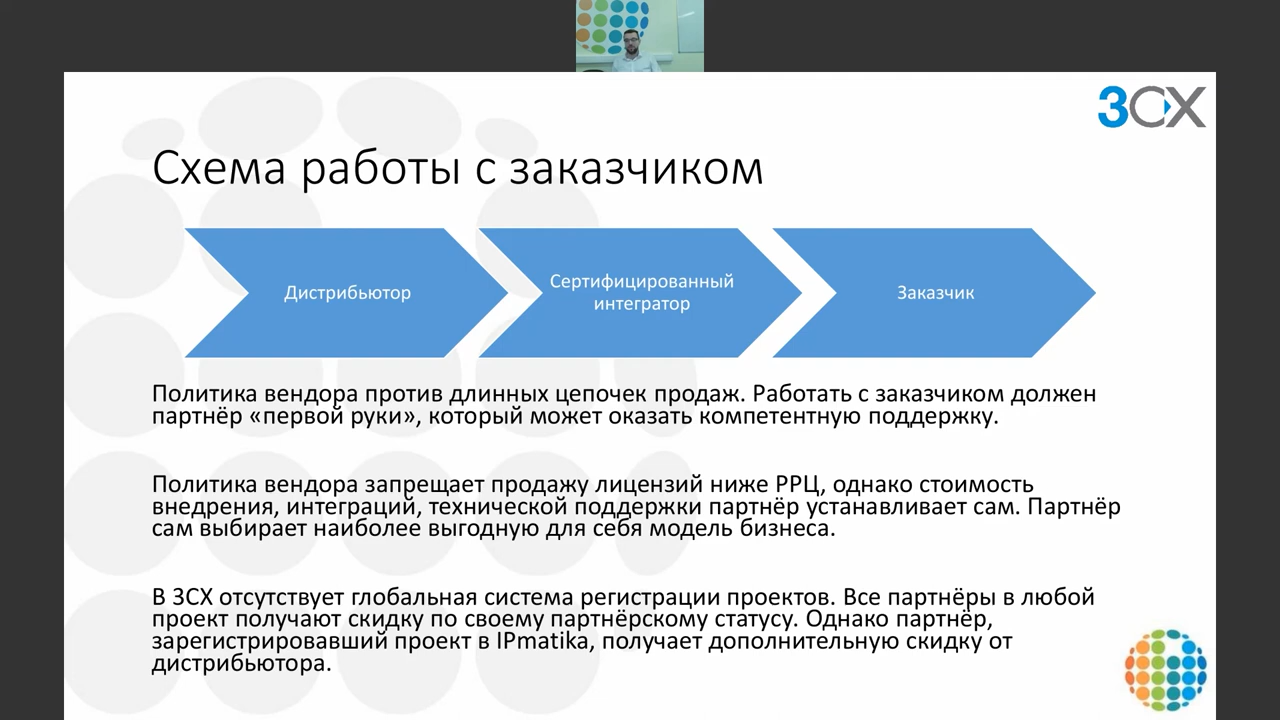 3CX
Схема работы с заказчиком
Дистрибьютор
Сертифицированный
интегратор
Заказчик
Политика вендора против длинных цепочек продаж. Работать с заказчиком должен
партнёр «первой руки», который может оказать компетентную поддержку.
Политика вендора запрещает продажу лицензий ниже РРЦ, однако стоимость
внедрения, интеграций, технической поддержки партнёр устанавливает сам. Партнёр
сам выбирает наиболее выгодную для себя модель бизнеса.
В 3СХ отсутствует глобальная система регистрации проектов. Все партнёры в любой
проект получают скидку по своему партнёрскому статусу. Однако партнёр,
зарегистрировавший проект в IPmatika, получает дополнительную скидку от
дистрибьютора.